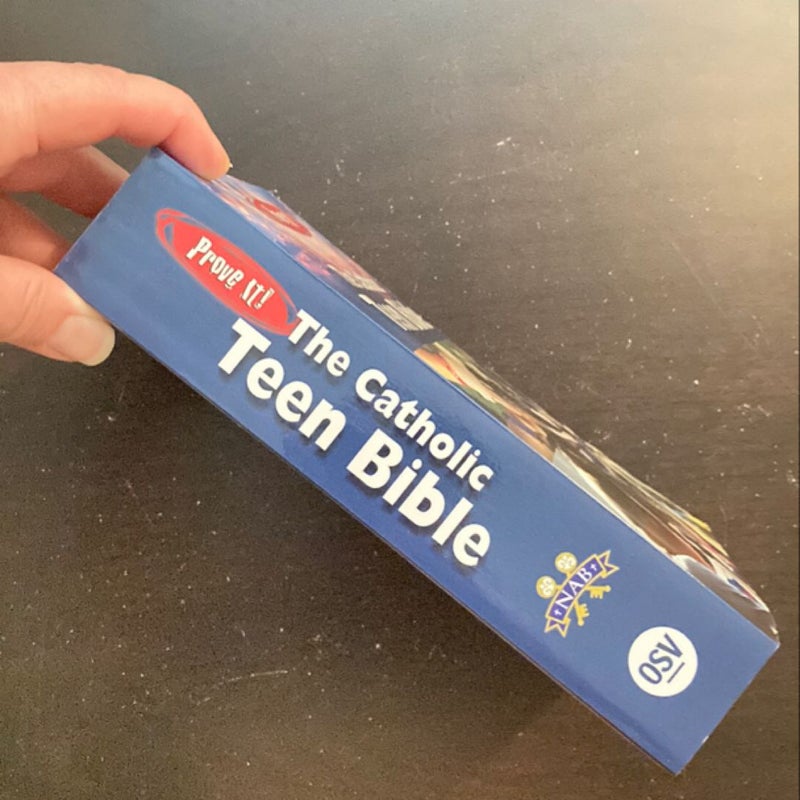 Prove It!
The Catholic
Teen Bible
NAB
OSV